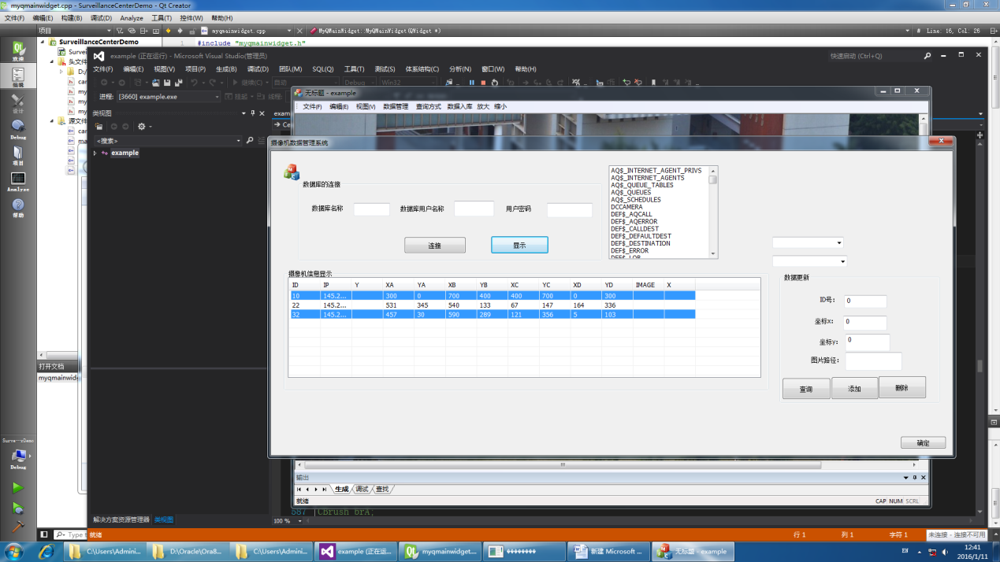 myqmainwidget.cpp - SurveillanceCenterDemo - Qt Creator
文件(F) 编辑(E) 构建(B) 调试(D) Analyze 工具(T) 控件(W) 帮助(H)
项目 myqmainwidget.cpp MyQMainWidget::MyQMainWidget(QWidget *) # Line: 16, Col: 26
欢迎
编辑
设计
Debug
项目
Analyze
帮助
SurveillanceCenterDemo
头文件
源文件
1 #include "myqmainwidget.h"
打开文档
Debug
example (正在运行) - Microsoft Visual Studio(管理员) 快速启动 (Ctrl+Q)
文件(F) 编辑(E) 视图(V) 项目(P) 生成(B) 调试(D) 团队(M) SQL(Q) 工具(T) 测试(S) 体系结构(C) 分析(N) 窗口(W) 帮助(H)
继续(C) 自动 Debug Win32
进程: [3660] example.exe 挂起 线程:
类视图
<搜索>
example
解决方案资源管理器 类视图
587 CBrush brA;
100 %
就绪 行 1 列 1 字符 1
无标题 - example
文件(F) 编辑(E) 视图(V) 数据管理 查询方式 数据入库 放大 缩小
摄像机数据管理系统
数据库的连接
数据库名称 数据库用户名称 用户密码
连接 显示
AQ$_INTERNET_AGENT_PRIVS
AQ$_INTERNET_AGENTS
AQ$_QUEUE_TABLES
AQ$_QUEUES
AQ$_SCHEDULES
DCCAMERA
DEF$_AQCALL
DEF$_AQERROR
DEF$_CALLDEST
DEF$_DEFAULTDEST
DEF$_DESTINATION
DEF$_ERROR
DEF$_LOB
摄像机信息显示
ID IP Y XA YA XB YB XC YC XD YD IMAGE X
10 145.2... 300 0 700 400 400 700 0 300
22 145.2... 531 345 540 133 67 147 164 336
32 145.2... 457 30 590 289 121 356 5 103
数据更新
ID号: 0
坐标x: 0
坐标y: 0
图片路径:
查询 添加 删除
确定
输出
生成 调试 查找
就绪 CAP NUM SCRL
未连接 - 连接不可用
C:\Users\Admini... D:\Oracle\Ora8... C:\Users\Admini... example (正在运... myqmainwidget.... 新建 Microsoft ... 无标题 - example
EN 12:41
2016/1/11